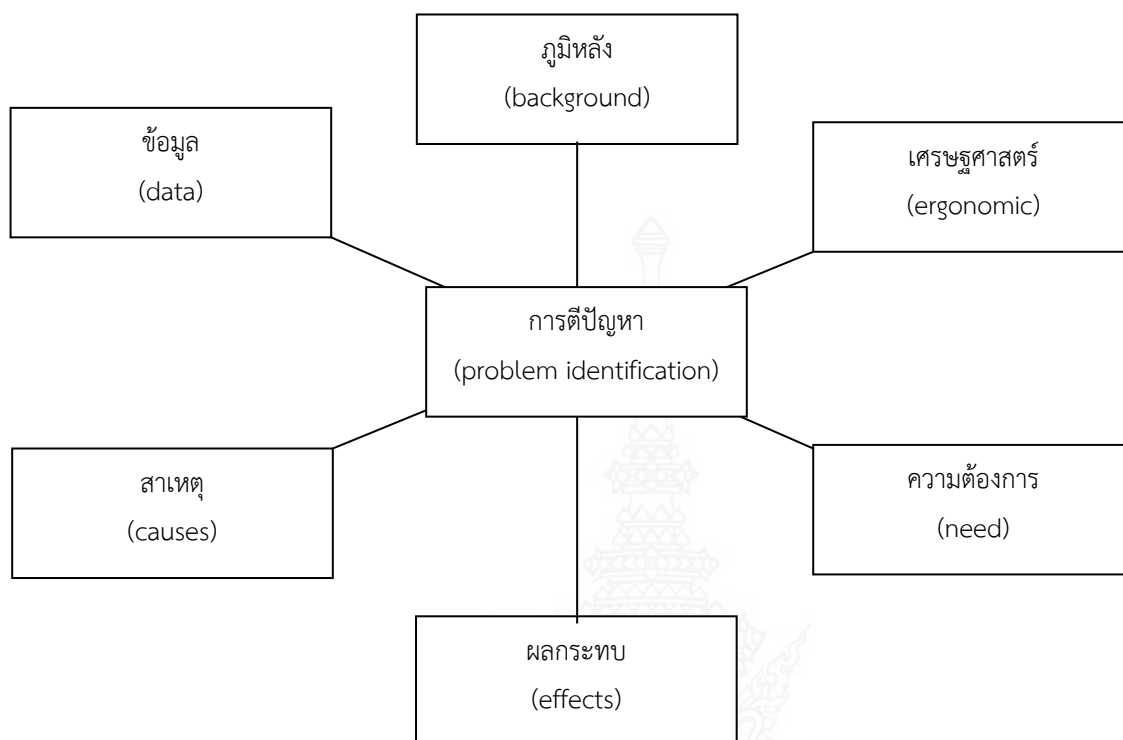 ภูมิหลัง
(background)
ข้อมูล
(data)
เศรษฐศาสตร์
(ergonomic)
การตีปัญหา
(problem identification)
สาเหตุ
(causes)
ความต้องการ
(need)
ผลกระทบ
(effects)